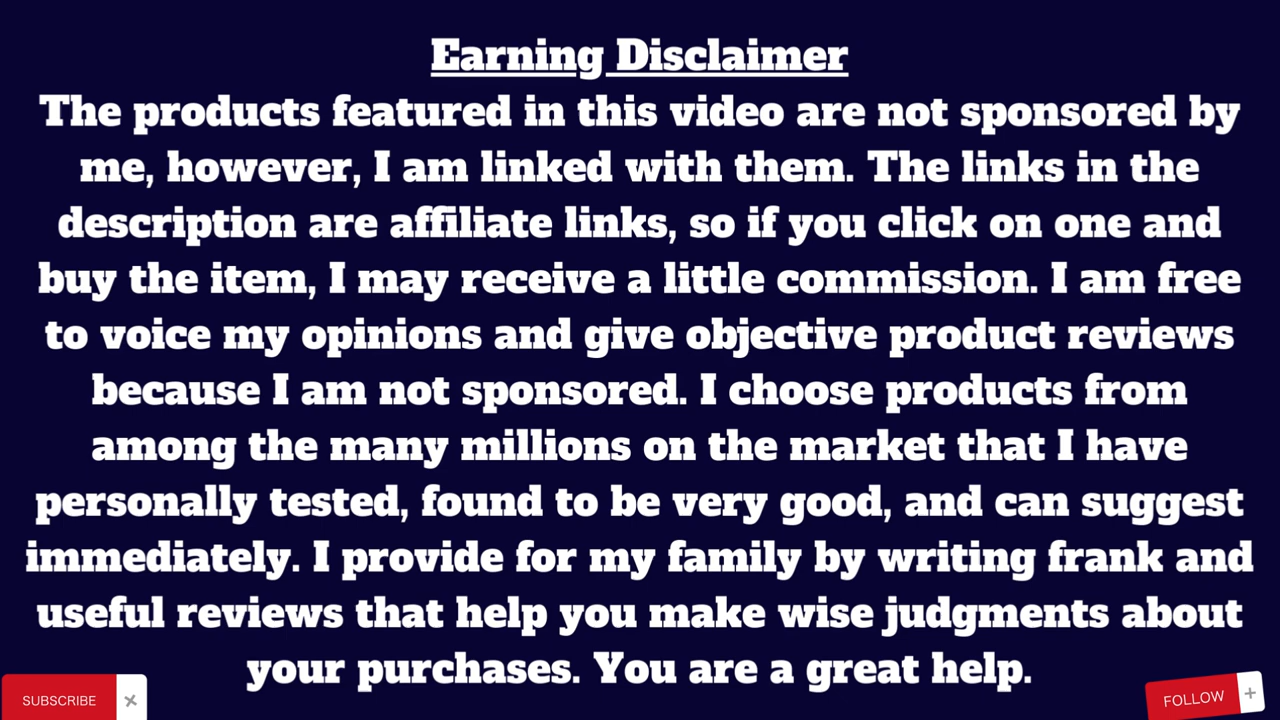 Earning Disclaimer
The products featured in this video are not sponsored by
me, however, I am linked with them. The links in the
description are affiliate links, so if you click on one and
buy the item, I may receive a little commission. I am free
to voice my opinions and give objective product reviews
because I am not sponsored. I choose products from
among the many millions on the market that I have
personally tested, found to be very good, and can suggest
immediately. I provide for my family by writing frank and
useful reviews that help you make wise judgments about
your purchases. You are a great help.
SUBSCRIBE
FOLLOW